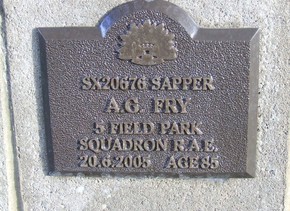 SX20676 SAPPER
A.G. FRY
5 FIELD PARK
SQUADRON R.A.E.
20.6.2005 AGE 85